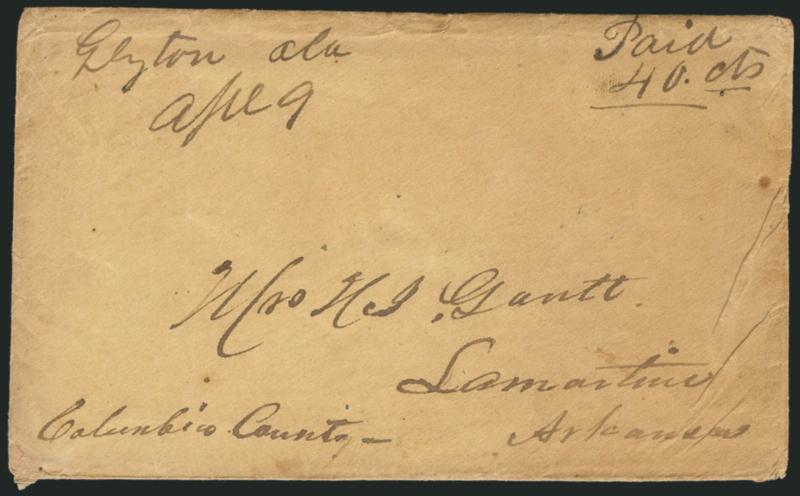 Elyton Ala
Paid
40. cts
Apl 9
Mrs H J Gantt.
Lamartine
Columbia County
Arkansas